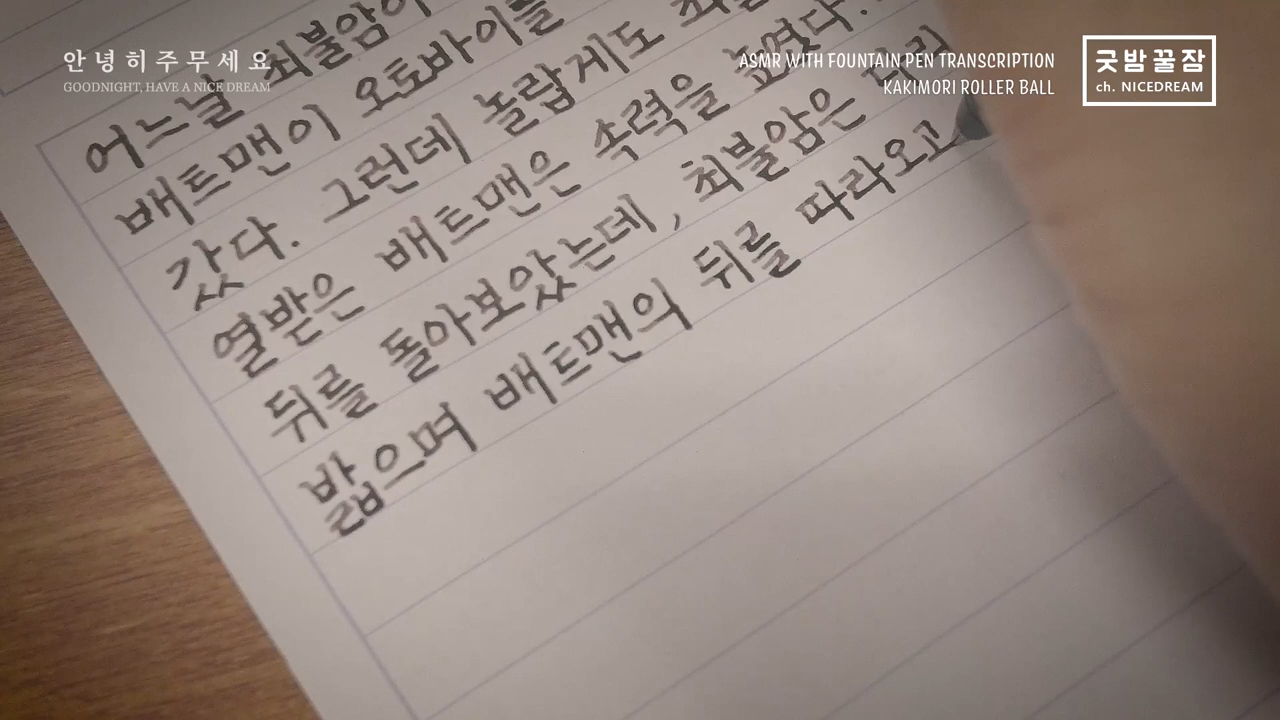 안녕히주무세요
GOODNIGHT, HAVE A NICE DREAM
ASMR WITH FOUNTAIN PEN TRANSCRIPTION
KAKIMORI ROLLER BALL
굿밤꿀잠
ch. NICEDREAM
어느날 최불암이
배트맨이 오토바이를
갔다. 그런데 놀랍게도
열받은 배트맨은 속력을 높였다.
뒤를 돌아보았는데, 최불암은
밟으며 배트맨의 뒤를 따라오고